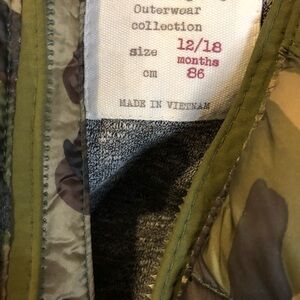 Outerwear
collection
size 12/18
months
cm 86
MADE IN VIETNAM